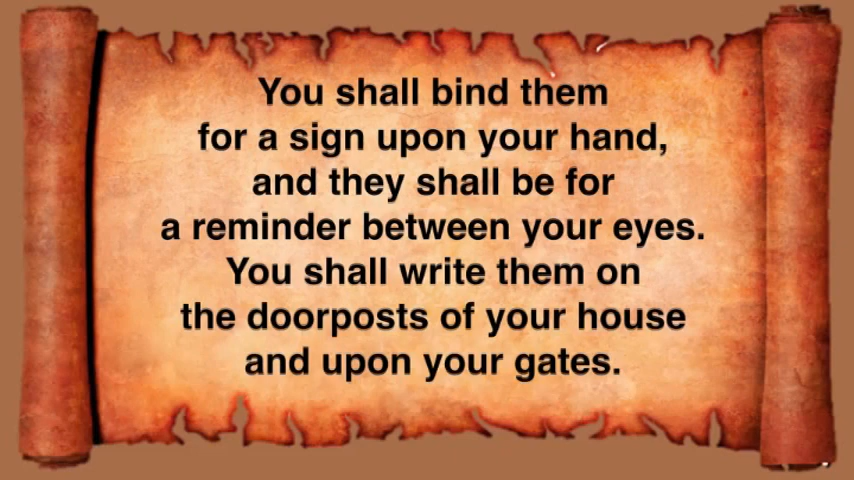 You shall bind them
for a sign upon your hand,
and they shall be for
a reminder between your eyes.
You shall write them on
the doorposts of your house
and upon your gates.